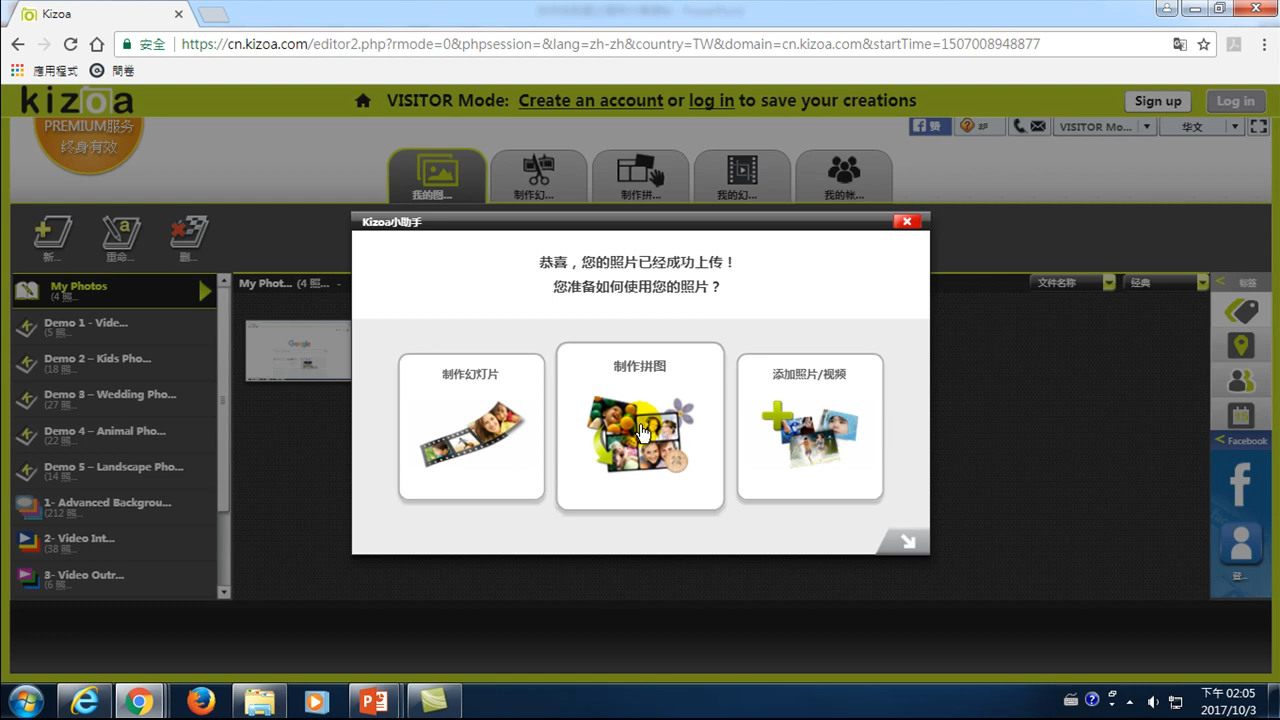 Kizoa
安全
https://cn.kizoa.com/editor2.php?rmode=0&phpsession=&lang=zh-zh&country=TW&domain=cn.kizoa.com&startTime=1507008948877
應用程式
問卷
kizoa
VISITOR Mode: Create an account or log in to save your creations
Sign up
Log in
PREMIUM服务
终身有效
赞
VISITOR Mo...
华文
我的图...
制作幻...
制作拼...
我的幻...
我的帐...
新...
重命...
删...
Kizoa小助手
恭喜，您的照片已经成功上传！
您准备如何使用您的照片？
制作幻灯片
制作拼图
添加照片/视频
My Photos
(4 照...
Demo 1 - Vide...
(5 照...
Demo 2 – Kids Pho...
(18 照...
Demo 3 – Wedding Pho...
(27 照...
Demo 4 – Animal Pho...
(22 照...
Demo 5 – Landscape Pho...
(14 照...
1- Advanced Backgrou...
(212 照...
2- Video Int...
(38 照...
3- Video Outr...
(6 照...
My Phot... (4 照... -
Google
文件名称
经典
标签
Facebook
登...
下午 02:05
2017/10/3